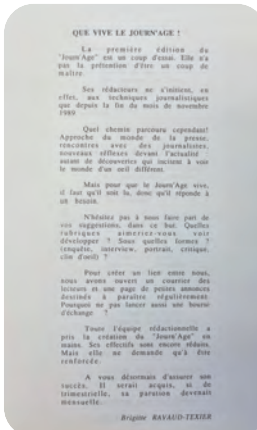 QUE VIVE LE JOURN'AGE !
La première édition du
"Journ'Age" est un coup d'essai. Elle n'a
pas la prétention d'être un coup de
maître.
Ses rédacteurs ne s'initient, en
effet, aux techniques journalistiques
que depuis la fin du mois de novembre
1989.
Quel chemin parcouru cependant!
Approche du monde de la presse,
rencontres avec des journalistes,
nouveaux réflexes devant l'actualité :
autant de découvertes qui incitent à voir
le monde d'un oeil différent.
Mais pour que le Journ'Age vive,
il faut qu'il soit lu, donc qu'il réponde à
un besoin.
N'hésitez pas à nous faire part de
vos suggestions, dans ce but. Quelles
rubriques aimeriez-vous voir
développer ? Sous quelles formes ?
(enquête, interview, portrait, critique,
clin d'oeil) ?
Pour créer un lien entre nous,
nous avons ouvert un courrier des
lecteurs et une page de petites annonces
destinés à paraître régulièrement.
Pourquoi ne pas lancer aussi une bourse
d'échange ?
Toute l'équipe rédactionnelle a
pris la création du "Journ'Age" en
mains. Ses effectifs sont encore réduits.
Mais elle ne demande qu'à être
renforcée.
A vous désormais d'assurer son
succès. Il serait acquis, si de
trimestrielle, sa parution devenait
mensuelle.
Brigitte BAVAUD-TEXIER